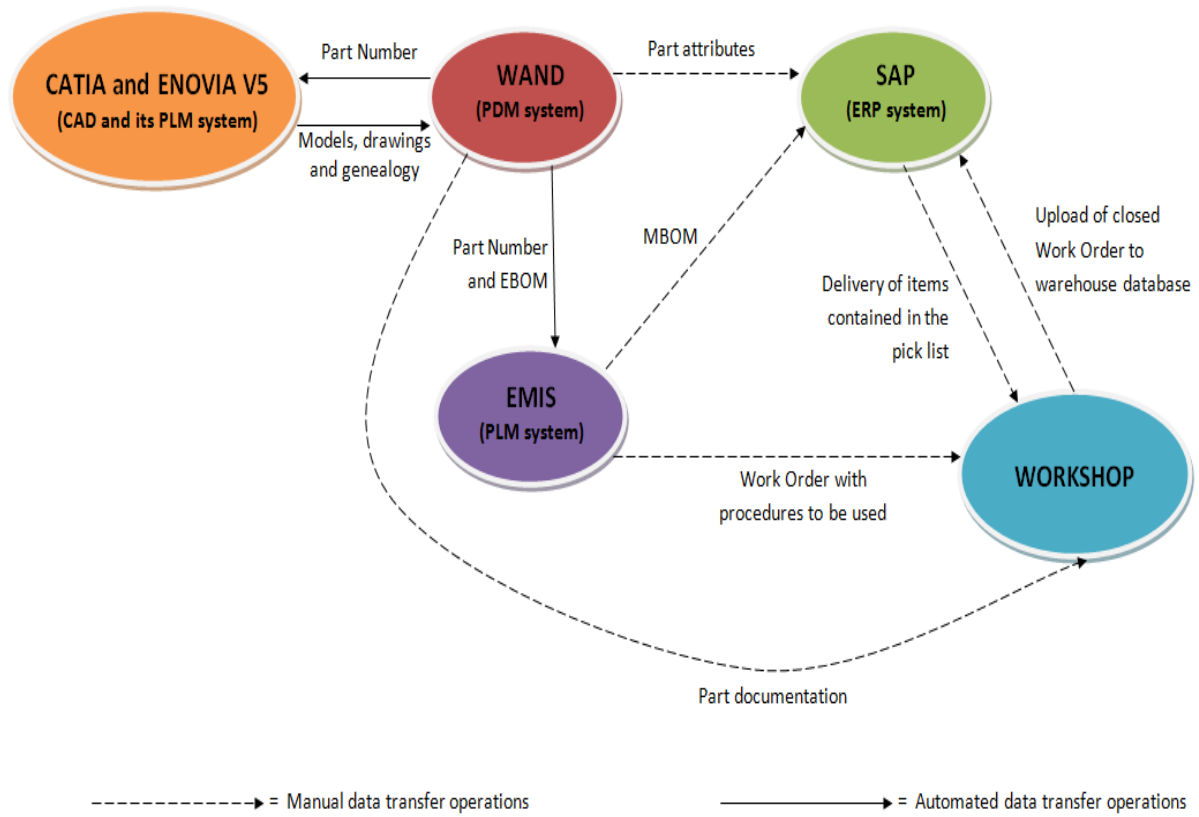 Part Number
Part attributes
CATIA and ENOVIA V5
(CAD and its PLM system)
WAND
(PDM system)
SAP
(ERP system)
Models, drawings
and genealogy
Part Number
and EBOM
MBOM
Upload of closed
Work Order to
warehouse database
Delivery of items
contained in the
pick list
EMIS
(PLM system)
WORKSHOP
Work Order with
procedures to be used
Part documentation
= Manual data transfer operations
= Automated data transfer operations